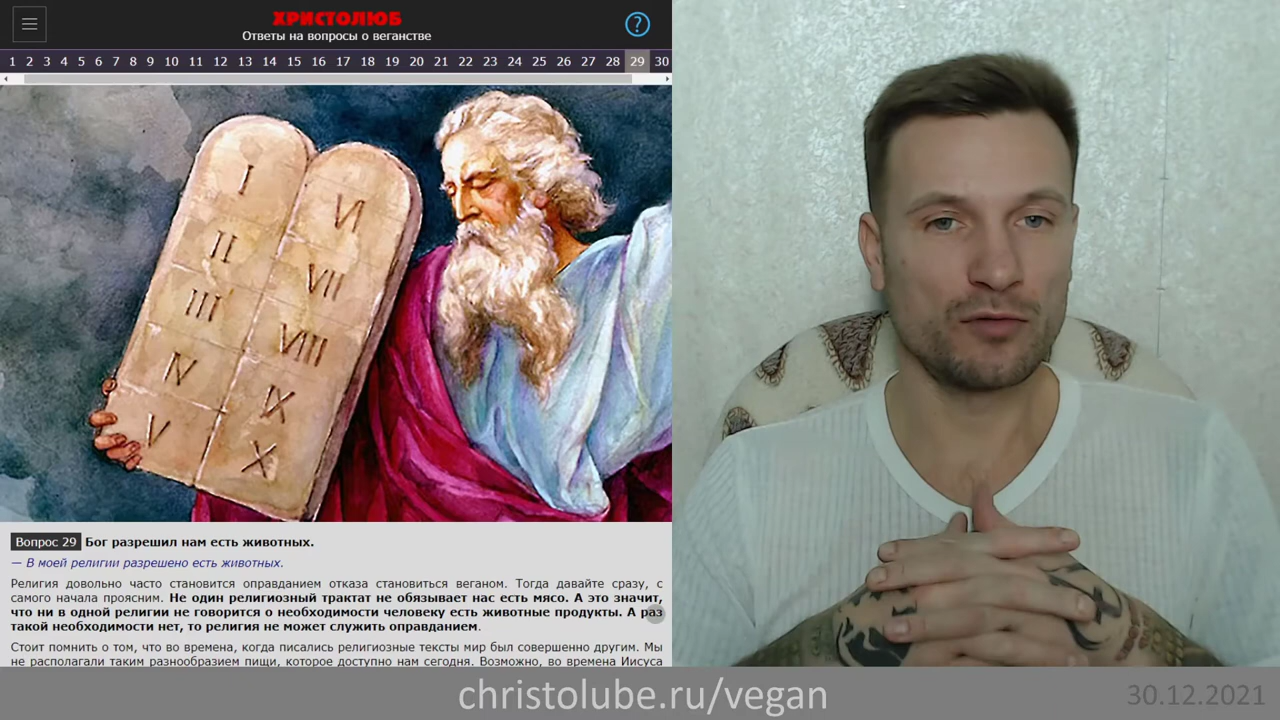 ХРИСТОЛЮБ
Ответы на вопросы о веганстве
?
1 2 3 4 5 6 7 8 9 10 11 12 13 14 15 16 17 18 19 20 21 22 23 24 25 26 27 28 29 30
I
II
III
IV
V
VI
VII
VIII
IX
X
Вопрос 29 Бог разрешил нам есть животных.
— В моей религии разрешено есть животных.
Религия довольно часто становится оправданием отказа становиться веганом. Тогда давайте сразу, с
самого начала проясним. Не один религиозный трактат не обязывает нас есть мясо. А это значит,
что ни в одной религии не говорится о необходимости человеку есть животные продукты. А раз
такой необходимости нет, то религия не может служить оправданием.
Стоит помнить о том, что во времена, когда писались религиозные тексты мир был совершенно другим. Мы
не располагали таким разнообразием пищи, которое доступно нам сегодня. Возможно, во времена Иисуса
christolube.ru/vegan
30.12.2021